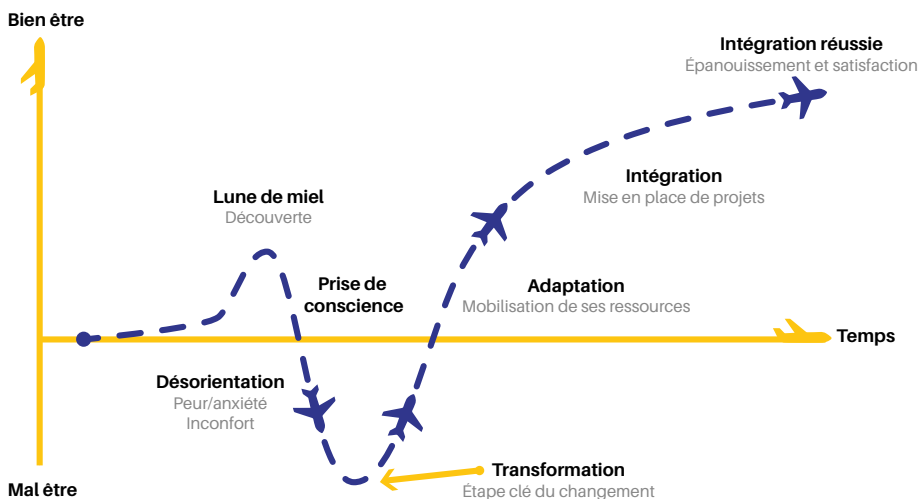 Bien être
Intégration réussie
Épanouissement et satisfaction
Intégration
Mise en place de projets
Lune de miel
Découverte
Prise de
conscience
Adaptation
Mobilisation de ses ressources
Temps
Désorientation
Peur/anxiété
Inconfort
Transformation
Étape clé du changement
Mal être